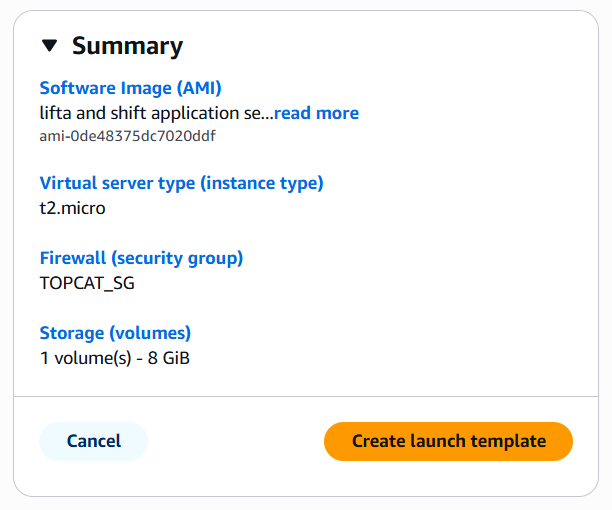 Summary
Software Image (AMI)
lifta and shift application se...read more
ami-0de48375dc7020ddf
Virtual server type (instance type)
t2.micro
Firewall (security group)
TOPCAT_SG
Storage (volumes)
1 volume(s) - 8 GiB
Cancel
Create launch template